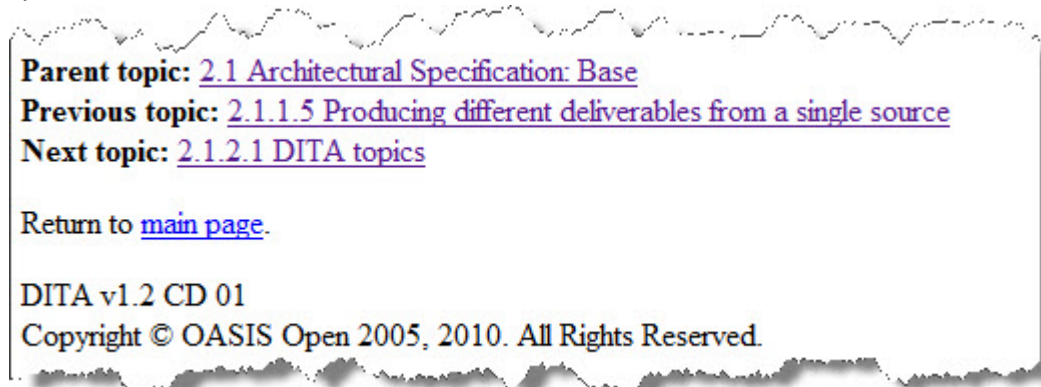 Parent topic: 2.1 Architectural Specification: Base
Previous topic: 2.1.1.5 Producing different deliverables from a single source
Next topic: 2.1.2.1 DITA topics
Return to main page.
DITA v1.2 CD 01
Copyright © OASIS Open 2005, 2010. All Rights Reserved.